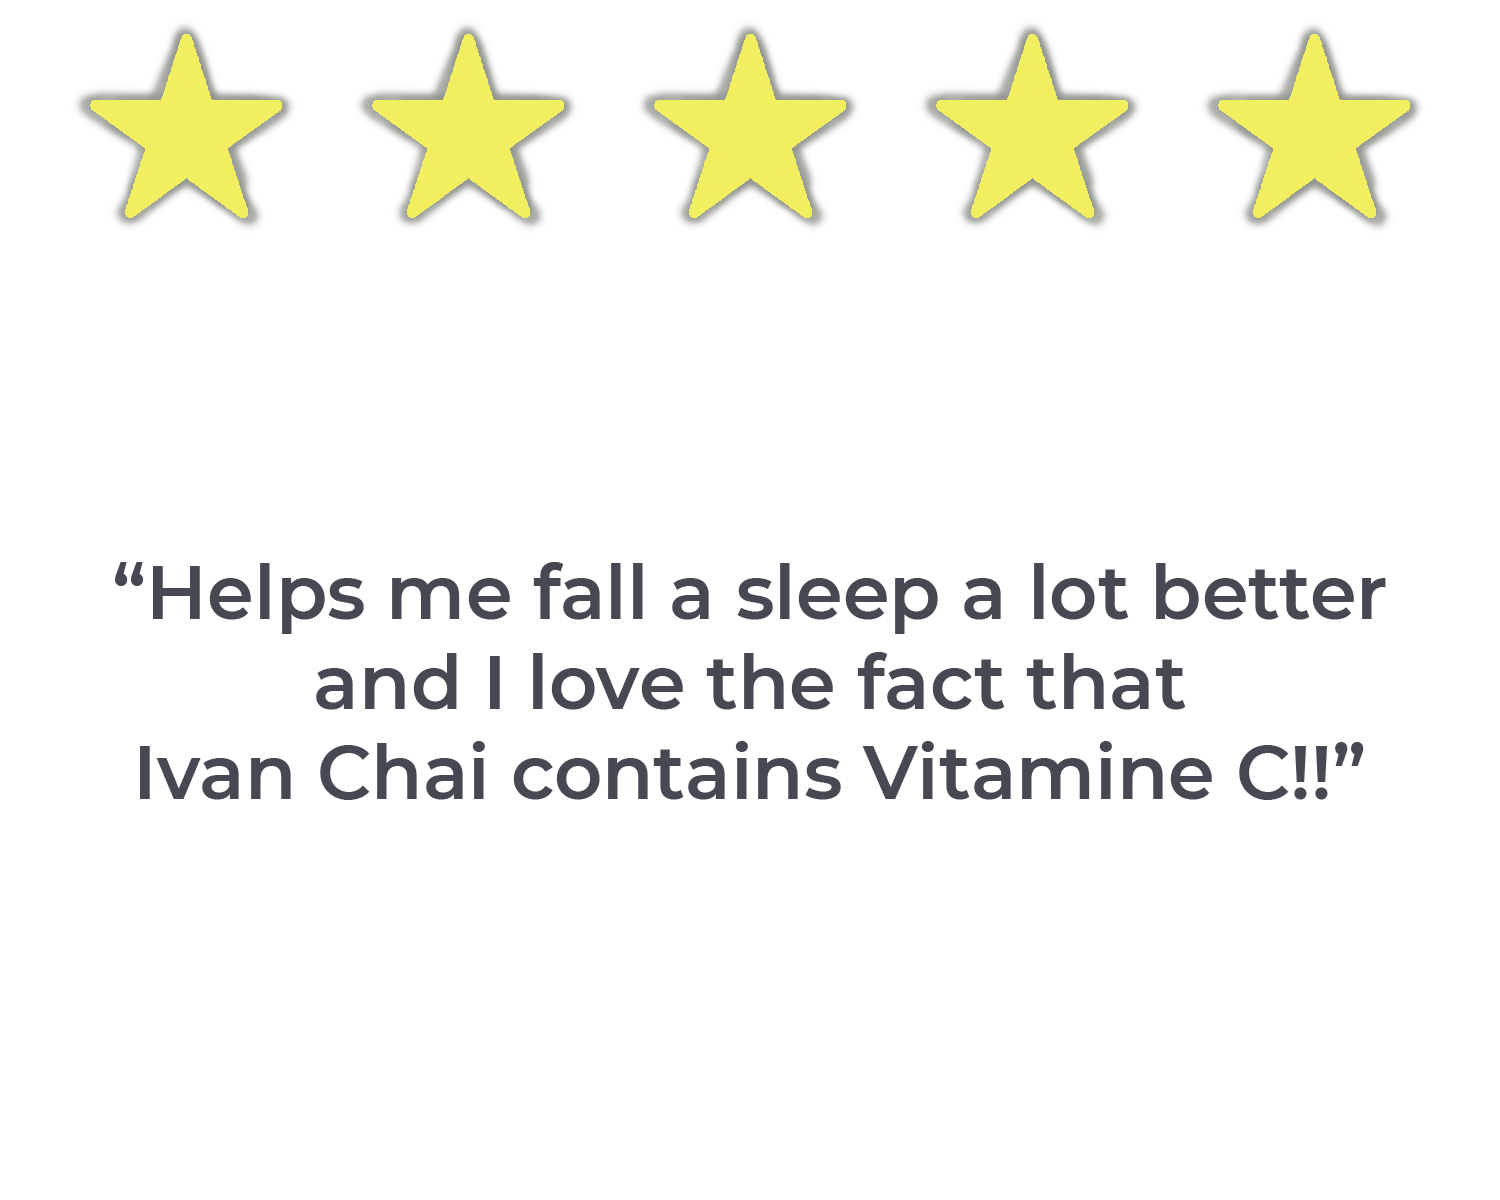 “Helps me fall a sleep a lot better
and I love the fact that
Ivan Chai contains Vitamine C!!”